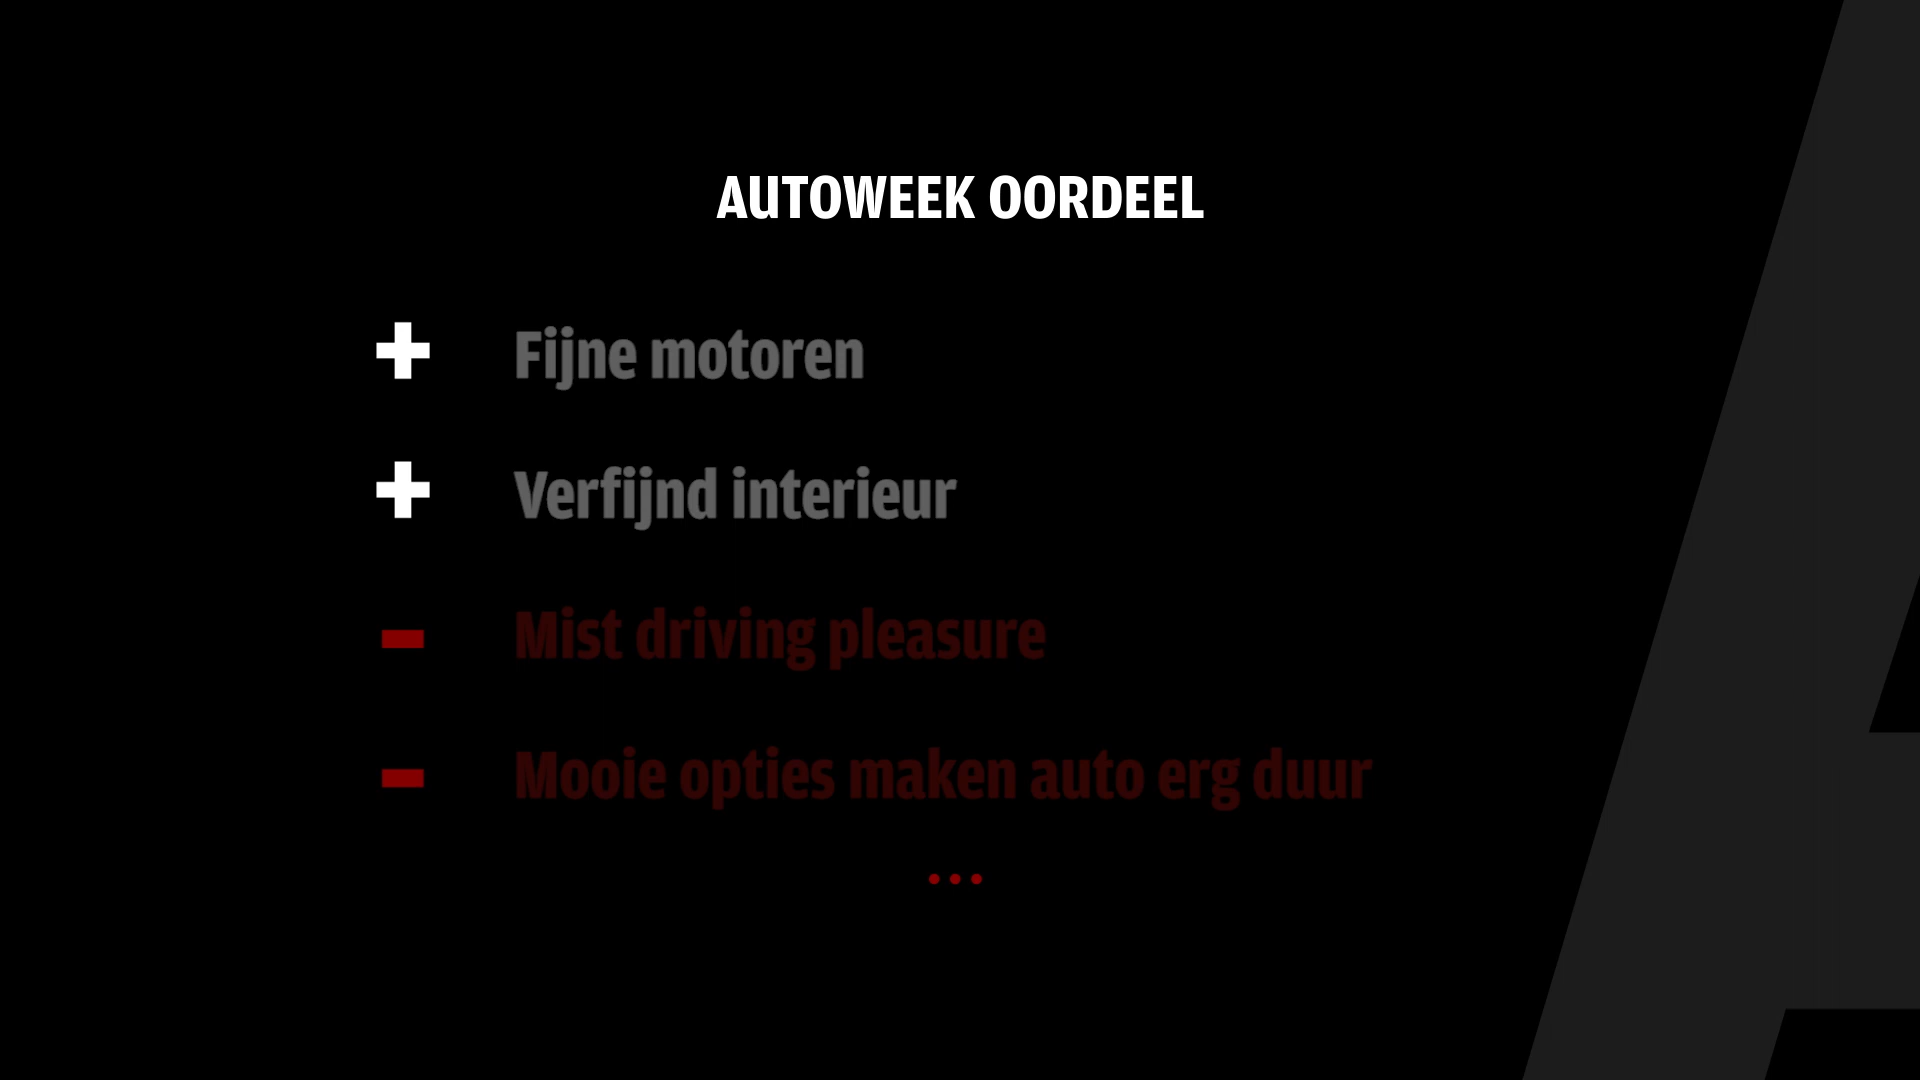 AUTOWEEK OORDEEL
+ Fijne motoren
+ Verfijnd interieur
- Mist driving pleasure
- Mooie opties maken auto erg duur
...